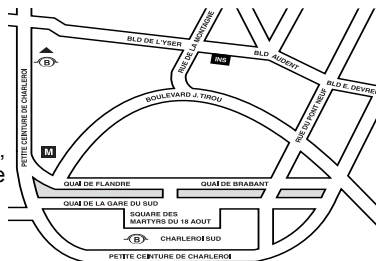 BLD DE L'YSER
RUE DE LA MONTAGNE
INS
BLD AUDENT
BLD E. DEVREU
B
BOULEVARD J. TIROU
RUE DU PONT NEUF
PETITE CEINTURE DE CHARLEROI
M
,
e
QUAI DE FLANDRE
QUAI DE BRABANT
QUAI DE LA GARE DU SUD
SQUARE DES
MARTYRS DU 18 AOUT
B
CHARLEROI SUD
PETITE CEINTURE DE CHARLEROI